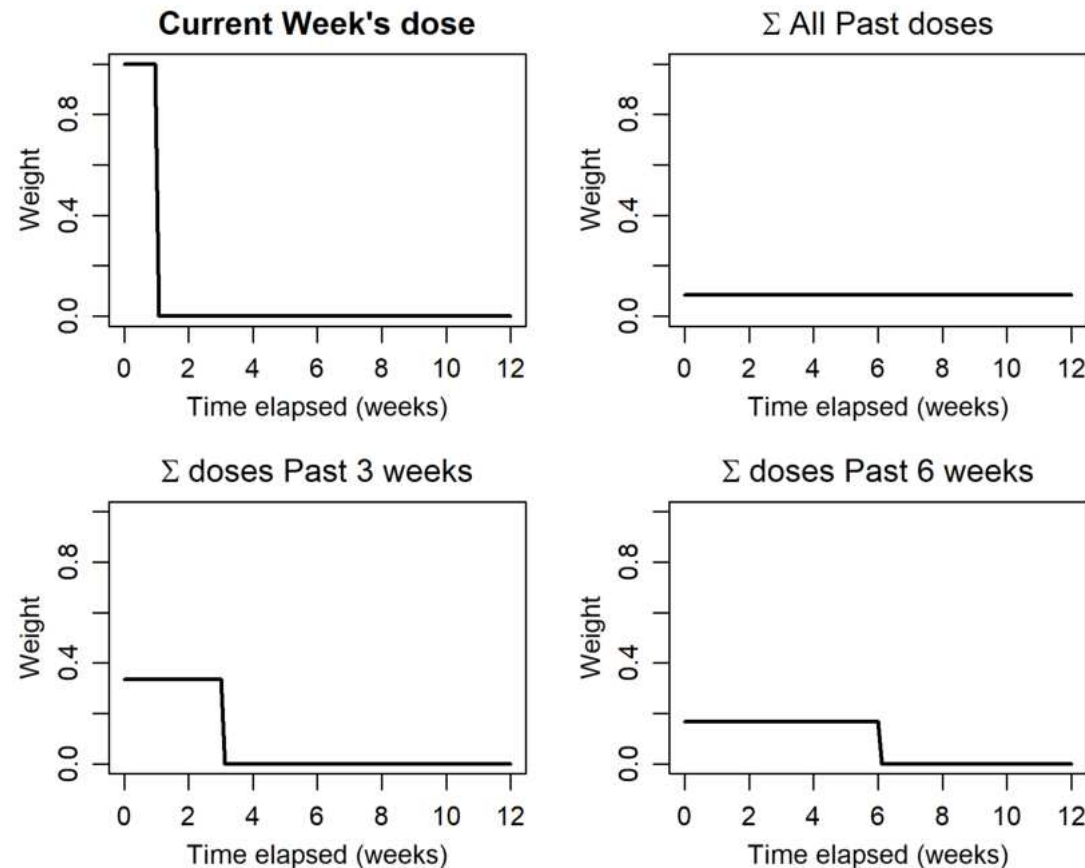 Current Week's dose
Weight
0.0 0.4 0.8
0 2 4 6 8 10 12
Time elapsed (weeks)
Σ All Past doses
Weight
0.0 0.4 0.8
0 2 4 6 8 10 12
Time elapsed (weeks)
Σ doses Past 3 weeks
Weight
0.0 0.4 0.8
0 2 4 6 8 10 12
Time elapsed (weeks)
Σ doses Past 6 weeks
Weight
0.0 0.4 0.8
0 2 4 6 8 10 12
Time elapsed (weeks)